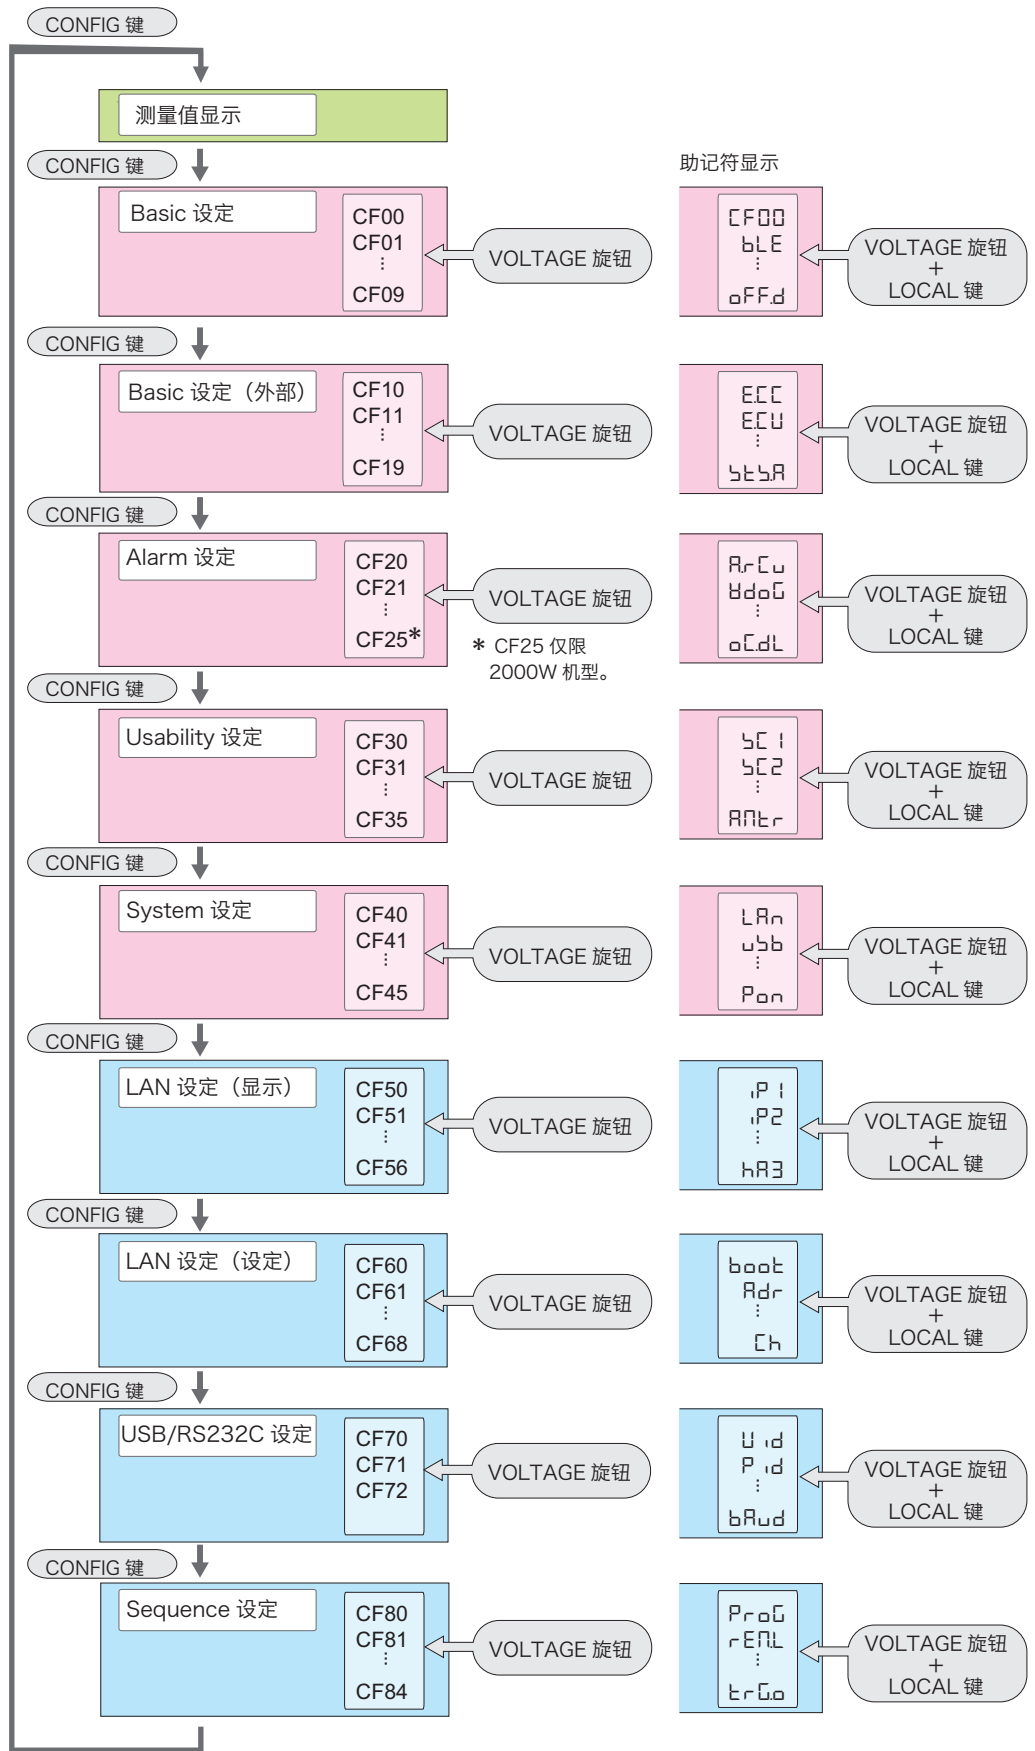 CONFIG 键
测量值显示
CONFIG 键
助记符显示
Basic 设定
CF00
CF01
⋮
CF09
VOLTAGE 旋钮
CF00
bLE
⋮
oFF.d
VOLTAGE 旋钮
+
LOCAL 键
CONFIG 键
Basic 设定（外部）
CF10
CF11
⋮
CF19
VOLTAGE 旋钮
E.CC
E.CU
⋮
StS.A
VOLTAGE 旋钮
+
LOCAL 键
CONFIG 键
Alarm 设定
CF20
CF21
⋮
CF25*
VOLTAGE 旋钮
* CF25 仅限
2000W 机型。
A.rCu
WdoG
⋮
oC.dL
VOLTAGE 旋钮
+
LOCAL 键
CONFIG 键
Usability 设定
CF30
CF31
⋮
CF35
VOLTAGE 旋钮
SC1
SC2
⋮
AMtr
VOLTAGE 旋钮
+
LOCAL 键
CONFIG 键
System 设定
CF40
CF41
⋮
CF45
VOLTAGE 旋钮
LAn
uSb
⋮
Pon
VOLTAGE 旋钮
+
LOCAL 键
CONFIG 键
LAN 设定（显示）
CF50
CF51
⋮
CF56
VOLTAGE 旋钮
iP1
iP2
⋮
hA3
VOLTAGE 旋钮
+
LOCAL 键
CONFIG 键
LAN 设定（设定）
CF60
CF61
⋮
CF68
VOLTAGE 旋钮
boot
Adr
⋮
Ch
VOLTAGE 旋钮
+
LOCAL 键
CONFIG 键
USB/RS232C 设定
CF70
CF71
CF72
VOLTAGE 旋钮
Uid
Pid
⋮
bAud
VOLTAGE 旋钮
+
LOCAL 键
CONFIG 键
Sequence 设定
CF80
CF81
⋮
CF84
VOLTAGE 旋钮
ProG
rEM.L
⋮
trG.o
VOLTAGE 旋钮
+
LOCAL 键